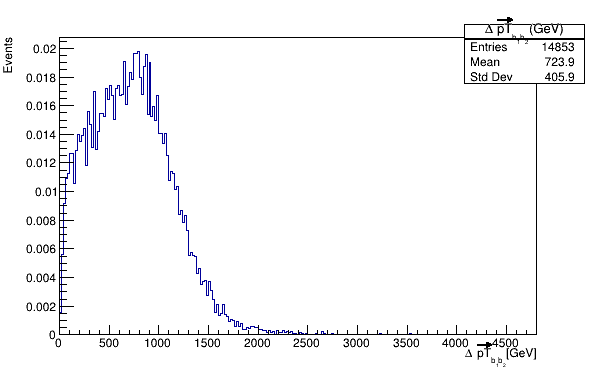 Δ pT b1b2 (GeV)
Entries 14853
Mean 723.9
Std Dev 405.9
Events
0.02
0.018
0.016
0.014
0.012
0.01
0.008
0.006
0.004
0.002
0
0 500 1000 1500 2000 2500 3000 3500 4000 4500
Δ pT b1b2 [GeV]